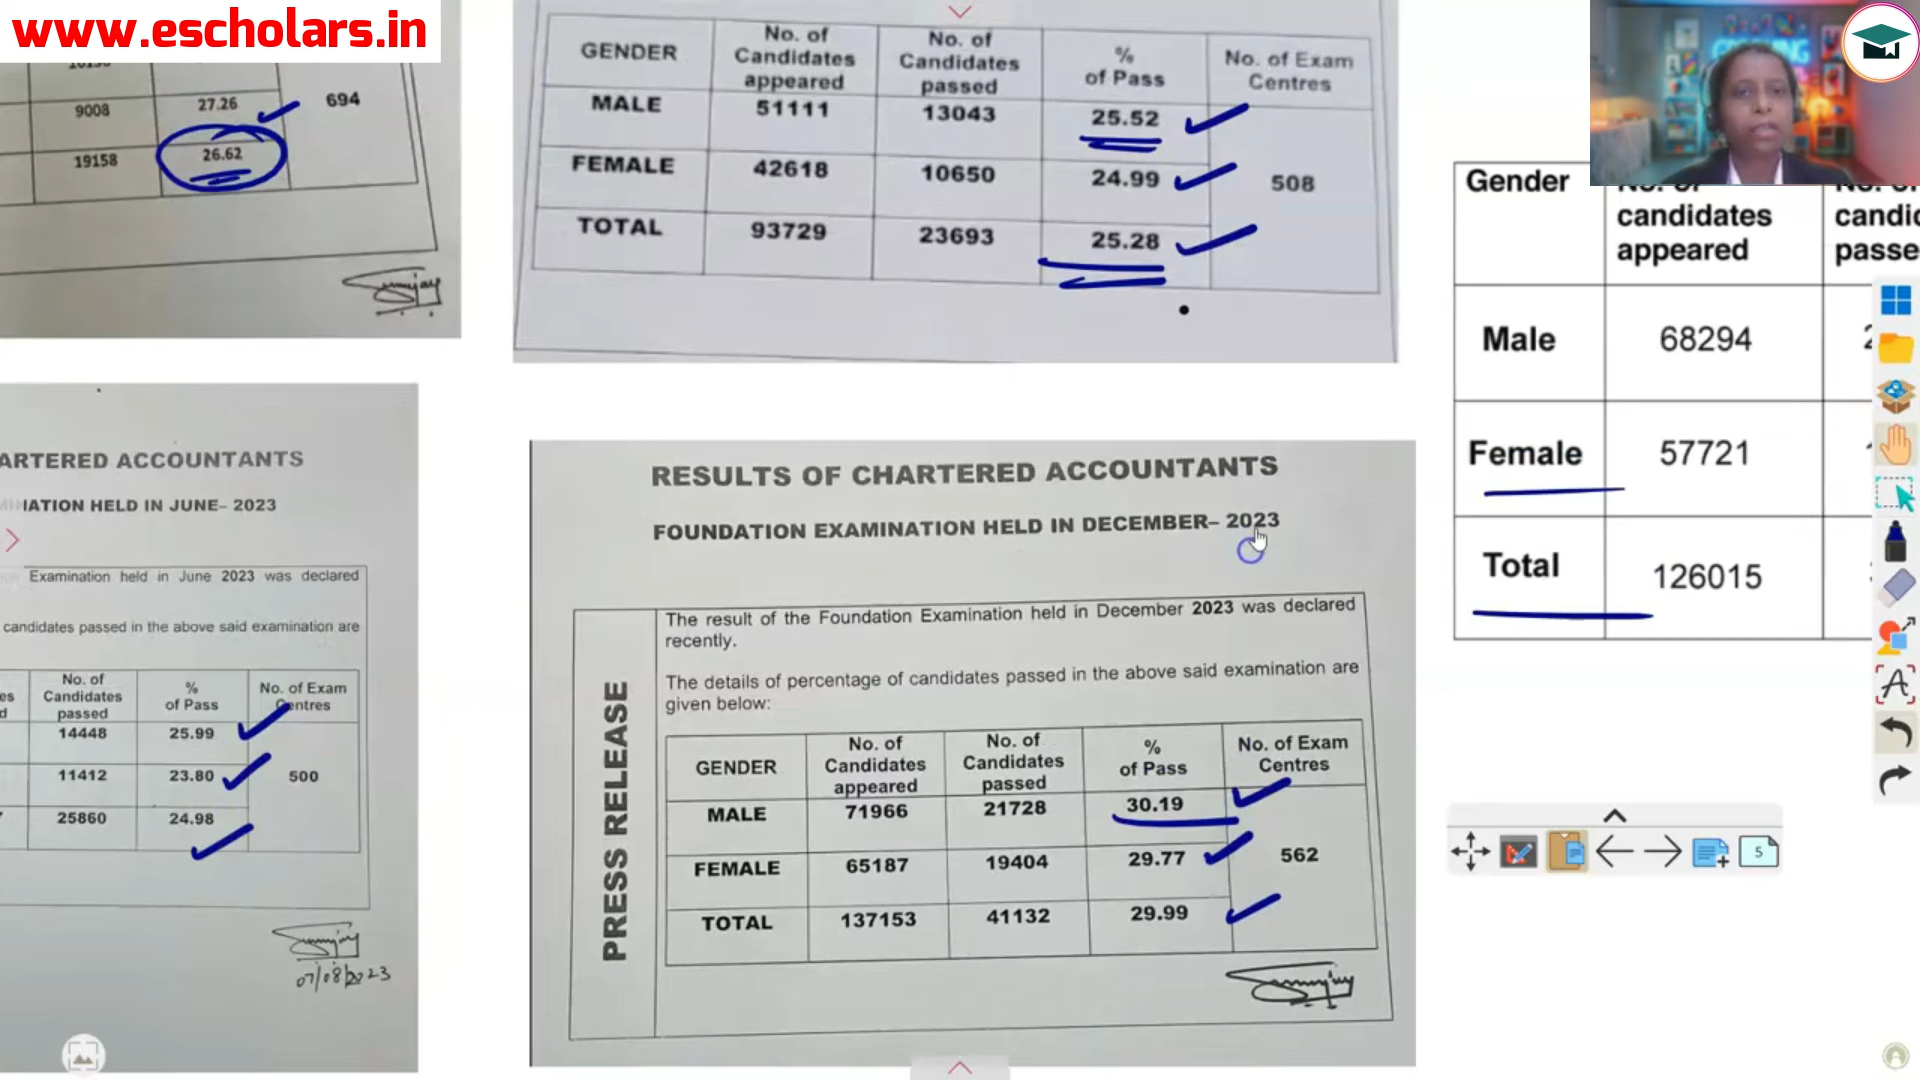 www.escholars.in
9008 27.26 694
19158 26.62
GENDER No. of Candidates appeared No. of Candidates passed % of Pass No. of Exam Centres
MALE 51111 13043 25.52
FEMALE 42618 10650 24.99 508
TOTAL 93729 23693 25.28
Gender candidates appeared
Male 68294
Female 57721
Total 126015
ARTERED ACCOUNTANTS
IATION HELD IN JUNE– 2023
Examination held in June 2023 was declared
candidates passed in the above said examination are
No. of Candidates passed % of Pass No. of Exam Centres
14448 25.99
11412 23.80 500
25860 24.98
07/08/2023
RESULTS OF CHARTERED ACCOUNTANTS
FOUNDATION EXAMINATION HELD IN DECEMBER– 2023
PRESS RELEASE
The result of the Foundation Examination held in December 2023 was declared
recently.
The details of percentage of candidates passed in the above said examination are
given below:
GENDER No. of Candidates appeared No. of Candidates passed % of Pass No. of Exam Centres
MALE 71966 21728 30.19
FEMALE 65187 19404 29.77 562
TOTAL 137153 41132 29.99
5